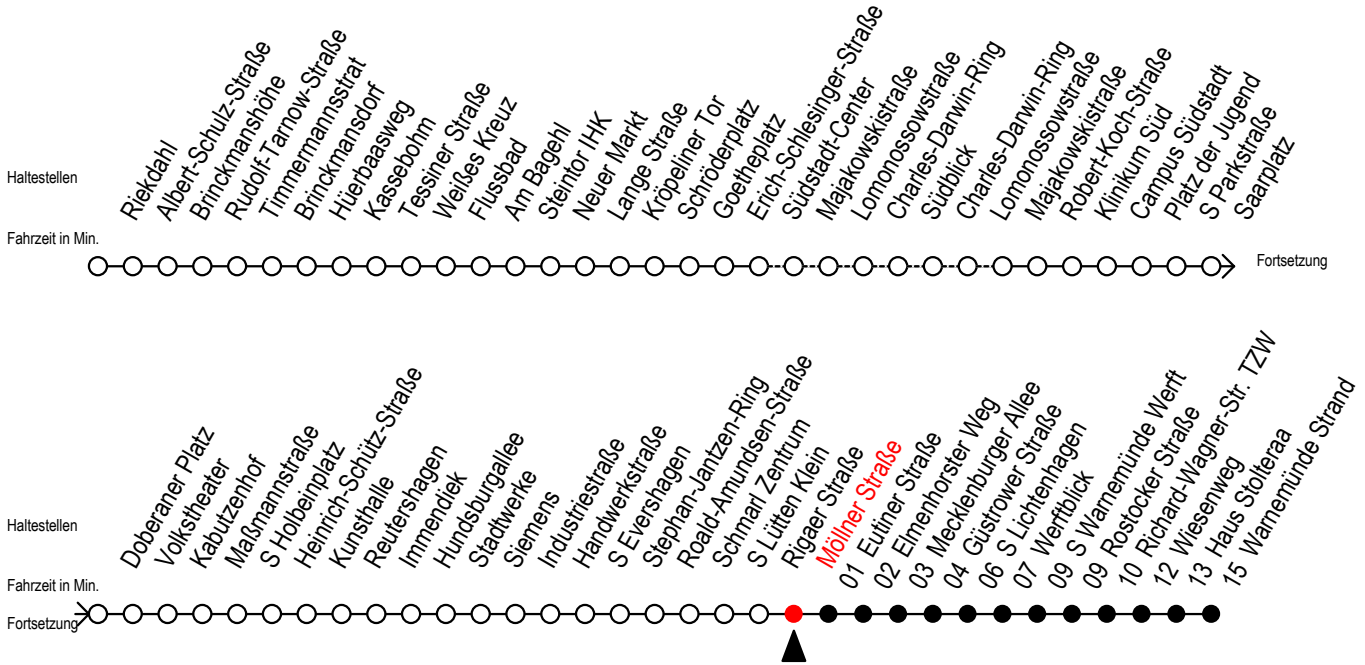 Haltestellen
Riekdahl
Albert-Schulz-Straße
Brinckmanshöhe
Rudolf-Tarnow-Straße
Timmermannsstrat
Brinckmansdorf
Hüerbaasweg
Kassebohm
Tessiner Straße
Weißes Kreuz
Flussbad
Am Bagehl
Steintor IHK
Neuer Markt
Lange Straße
Kröpeliner Tor
Schröderplatz
Goetheplatz
Erich-Schlesinger-Straße
Südstadt-Center
Majakowskistraße
Lomonossowstraße
Charles-Darwin-Ring
Südblick
Charles-Darwin-Ring
Lomonossowstraße
Majakowskistraße
Robert-Koch-Straße
Klinikum Süd
Campus Südstadt
Platz der Jugend
S Parkstraße
Saarplatz
Fahrzeit in Min.
Fortsetzung
Haltestellen
Doberaner Platz
Volkstheater
Kabutzenhof
Maßmannstraße
S Holbeinplatz
Heinrich-Schütz-Straße
Kunsthalle
Reutershagen
Immendiek
Hundsburgallee
Stadtwerke
Siemens
Industriestraße
Handwerkstraße
S Evershagen
Stephan-Jantzen-Ring
Roald-Amundsen-Straße
Schmarl Zentrum
S Lütten Klein
Rigaer Straße
Möllner Straße
01 Eutiner Straße
02 Elmenhorster Weg
03 Mecklenburger Allee
04 Güstrower Straße
06 S Lichtenhagen
07 Werftblick
09 S Warnemünde Werft
09 Rostocker Straße
10 Richard-Wagner-Str. TZW
12 Wiesenweg
13 Haus Stolteraa
15 Warnemünde Strand
Fahrzeit in Min.
Fortsetzung